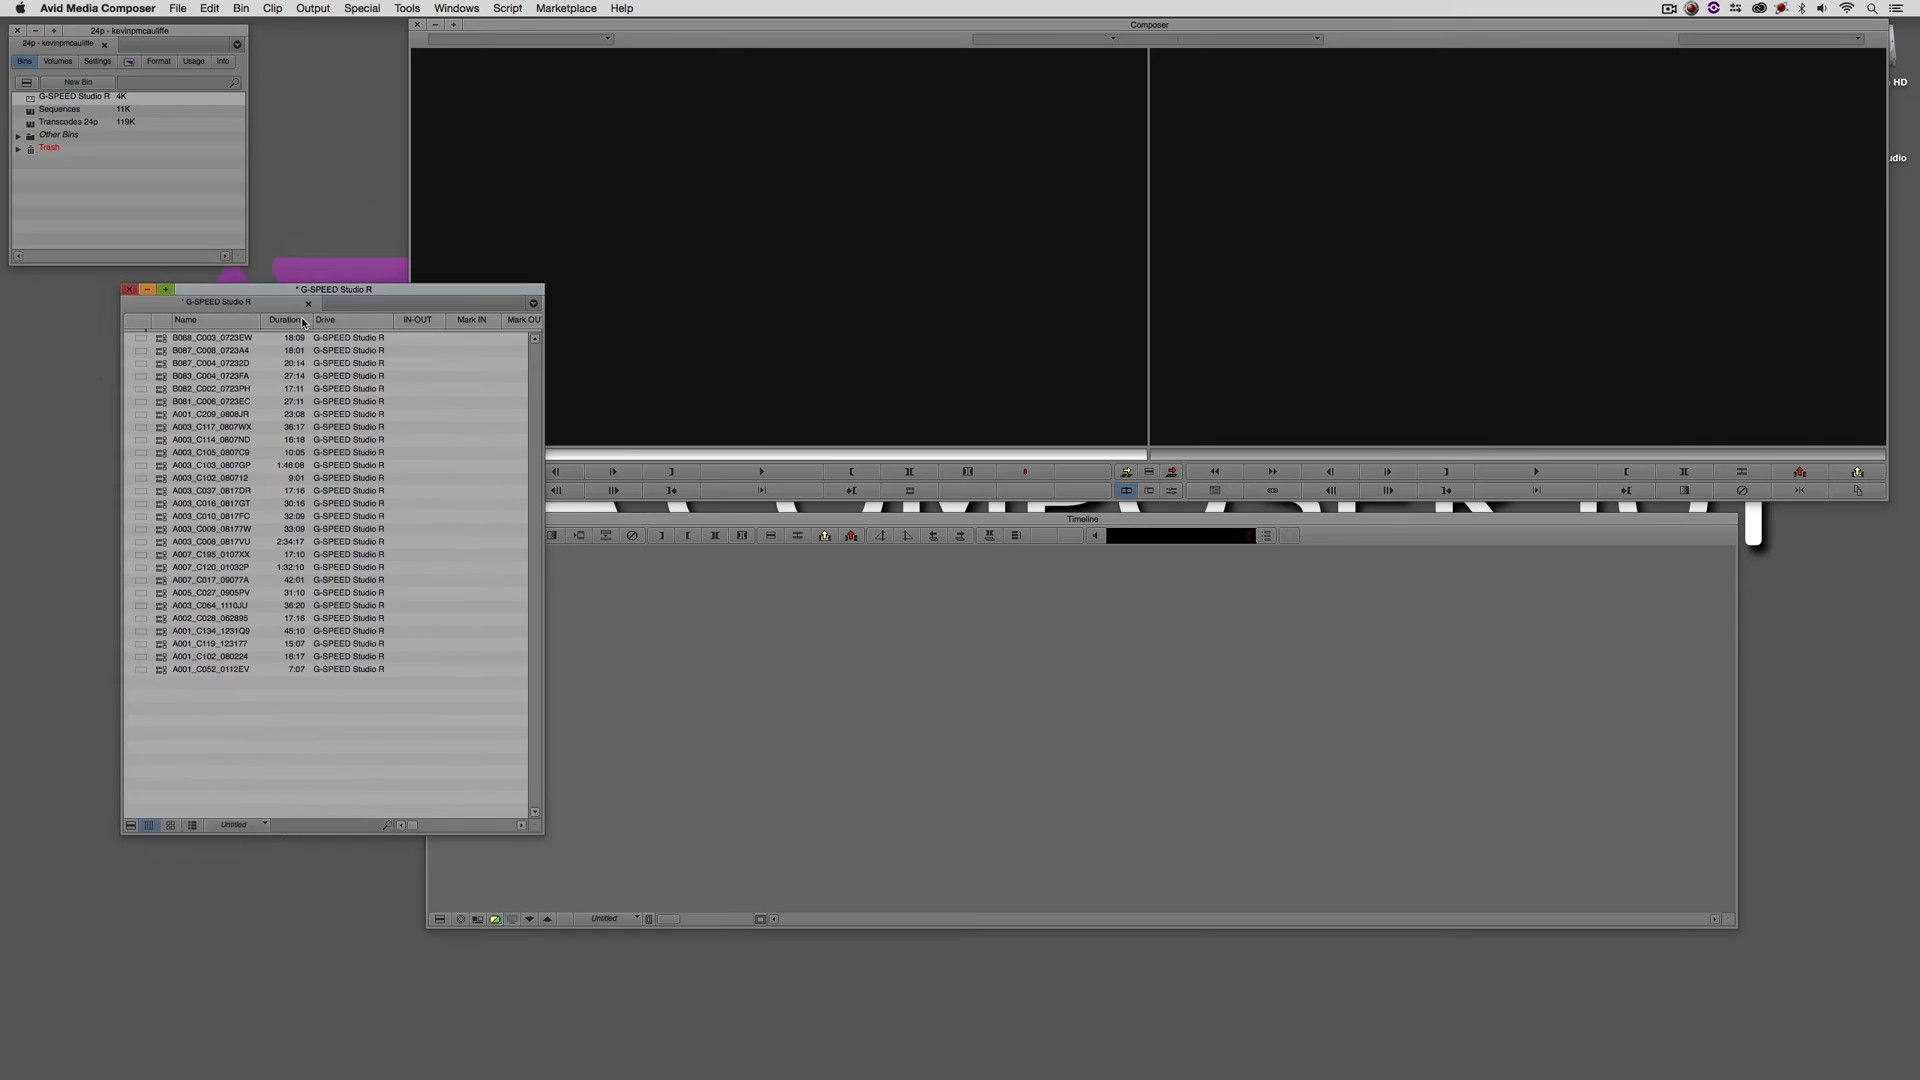 Avid Media Composer File Edit Bin Clip Output Special Tools Windows Script Marketplace Help
24p - kevinpmcauliffe
24p - kevinpmcauliffe
Bins Volumes Settings Format Usage Info
New Bin
G-SPEED Studio R 4K
Sequences 11K
Transcodes 24p 119K
Other Bins
Trash
Composer
HD
udio
* G-SPEED Studio R
* G-SPEED Studio R
Name Duration Drive IN-OUT Mark IN Mark OU
B088_C003_0723EW 18:09 G-SPEED Studio R
B087_C008_0723A4 18:01 G-SPEED Studio R
B087_C004_07232D 20:14 G-SPEED Studio R
B083_C004_0723FA 27:14 G-SPEED Studio R
B082_C002_0723PH 17:11 G-SPEED Studio R
B081_C006_0723EC 27:11 G-SPEED Studio R
A001_C209_0808JR 23:08 G-SPEED Studio R
A003_C117_0807WX 36:17 G-SPEED Studio R
A003_C114_0807ND 16:18 G-SPEED Studio R
A003_C105_0807C9 10:05 G-SPEED Studio R
A003_C103_0807GP 1:46:08 G-SPEED Studio R
A003_C102_080712 9:01 G-SPEED Studio R
A003_C037_0817DR 17:16 G-SPEED Studio R
A003_C016_0817GT 30:16 G-SPEED Studio R
A003_C010_0817FC 32:09 G-SPEED Studio R
A003_C009_08177W 33:09 G-SPEED Studio R
A003_C008_0817VU 2:34:17 G-SPEED Studio R
A007_C195_0107XX 17:10 G-SPEED Studio R
A007_C120_01032P 1:32:10 G-SPEED Studio R
A007_C017_09077A 42:01 G-SPEED Studio R
A005_C027_0905PV 31:10 G-SPEED Studio R
A003_C064_1110JU 36:20 G-SPEED Studio R
A002_C028_062895 17:16 G-SPEED Studio R
A001_C134_1231Q9 45:10 G-SPEED Studio R
A001_C119_123177 15:07 G-SPEED Studio R
A001_C102_080224 16:17 G-SPEED Studio R
A001_C052_0112EV 7:07 G-SPEED Studio R
Untitled
Timeline
Untitled